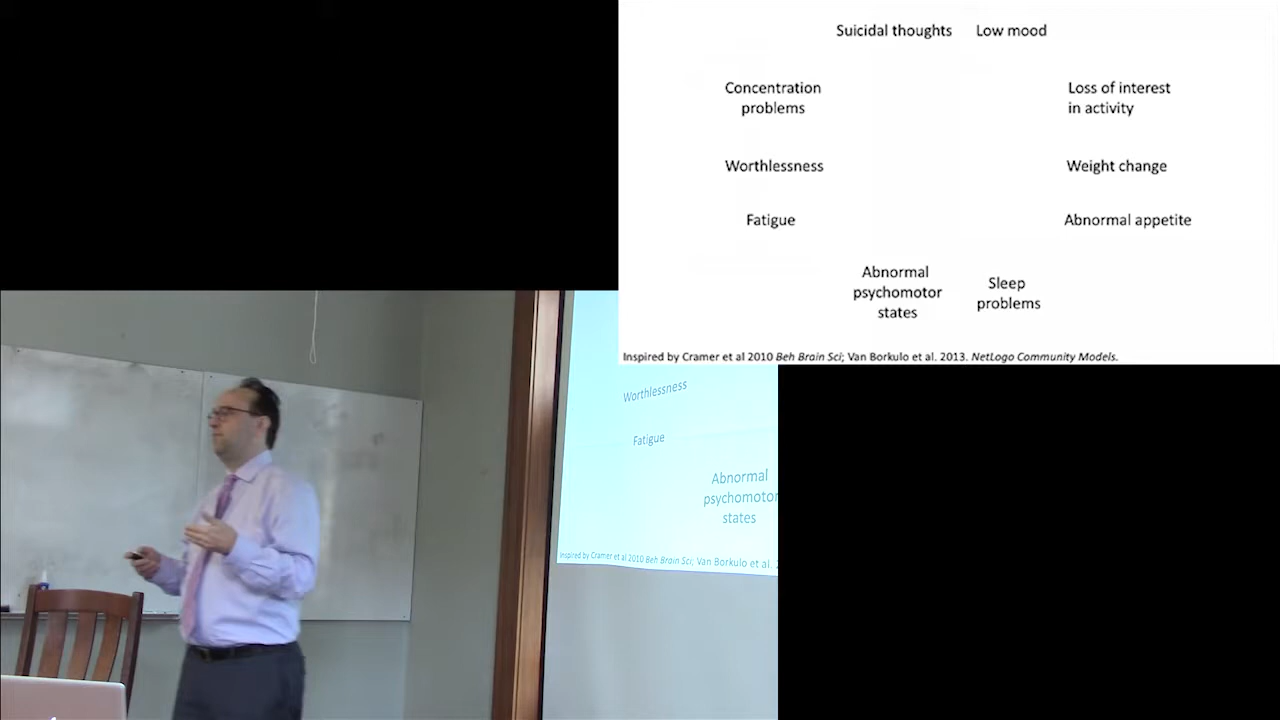 Suicidal thoughts Low mood
Concentration
problems
Loss of interest
in activity
Worthlessness
Weight change
Fatigue
Abnormal appetite
Abnormal
psychomotor
states
Sleep
problems
Inspired by Cramer et al 2010 Beh Brain Sci; Van Borkulo et al. 2013. NetLogo Community Models.
Worthlessness
Fatigue
Abnormal
psychomotor
states
Inspired by Cramer et al 2010 Beh Brain Sci; Van Borkulo et al.